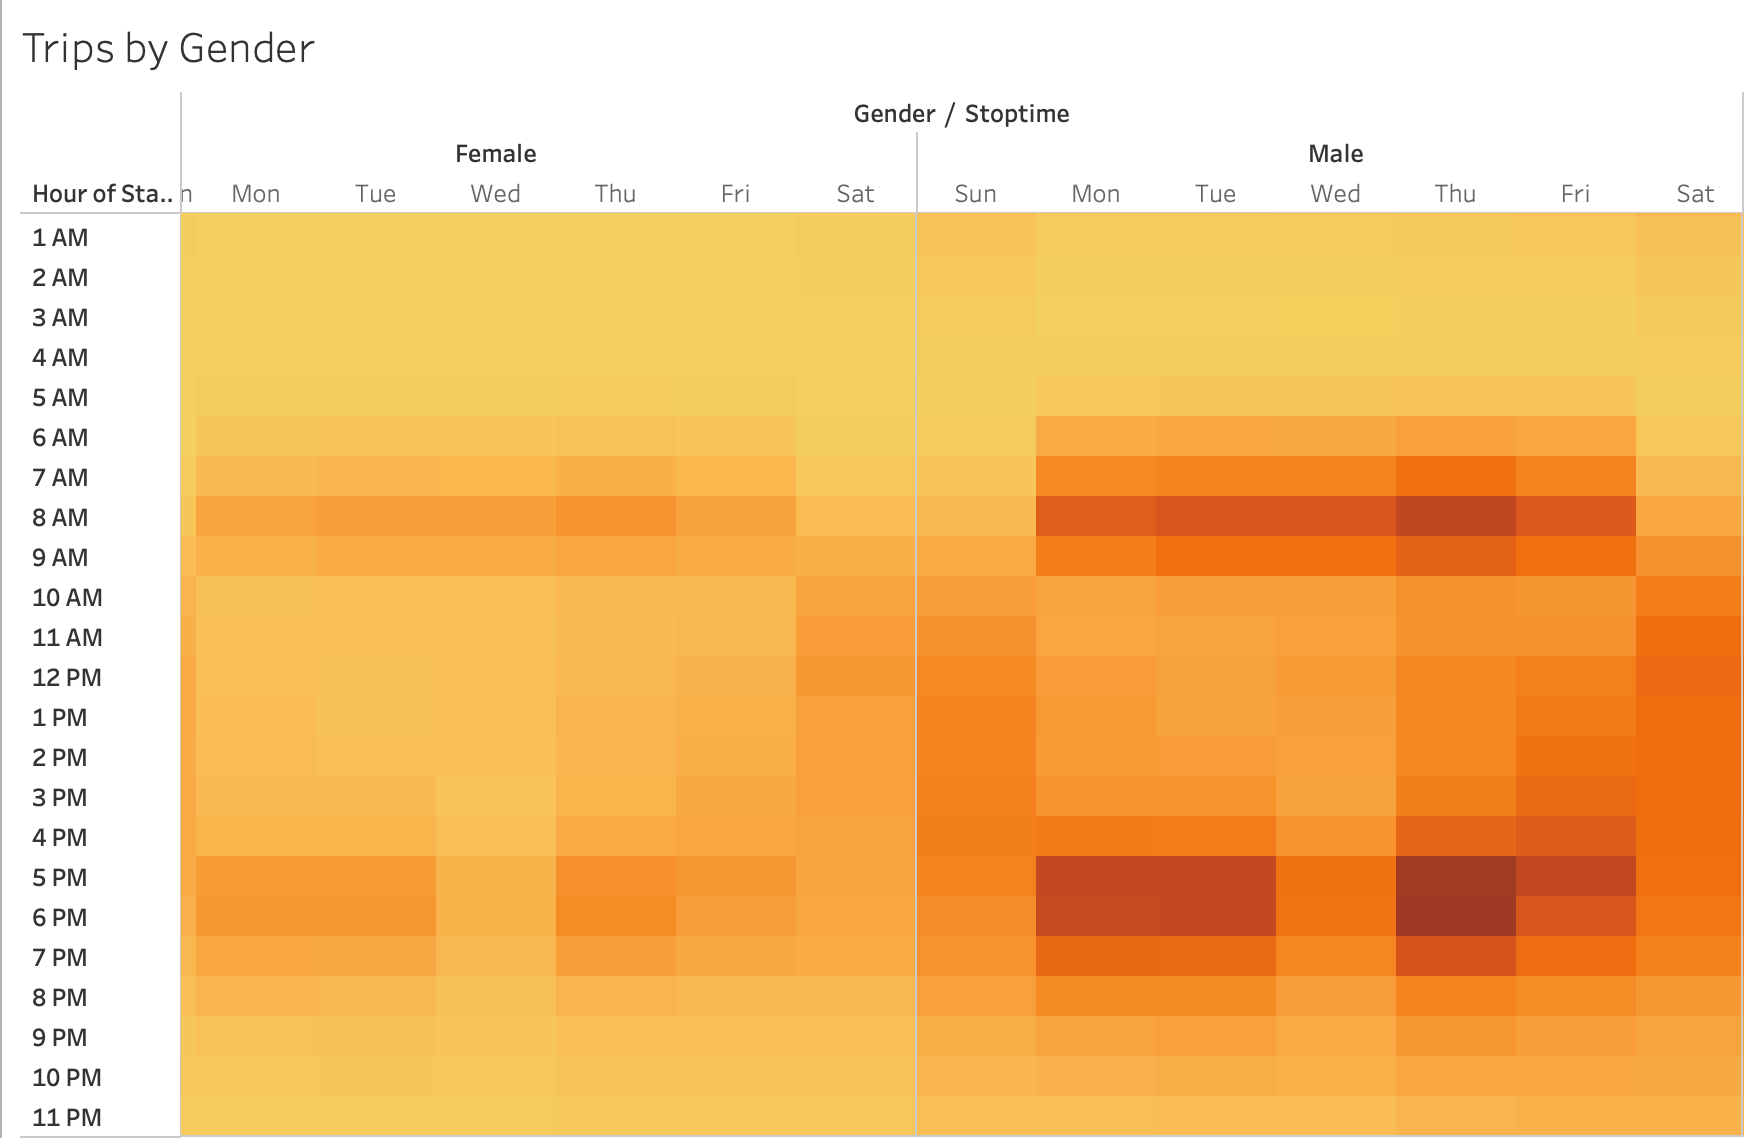 Trips by Gender
Gender / Stoptime
Female Male
Hour of Sta.. n Mon Tue Wed Thu Fri Sat Sun Mon Tue Wed Thu Fri Sat
1 AM
2 AM
3 AM
4 AM
5 AM
6 AM
7 AM
8 AM
9 AM
10 AM
11 AM
12 PM
1 PM
2 PM
3 PM
4 PM
5 PM
6 PM
7 PM
8 PM
9 PM
10 PM
11 PM